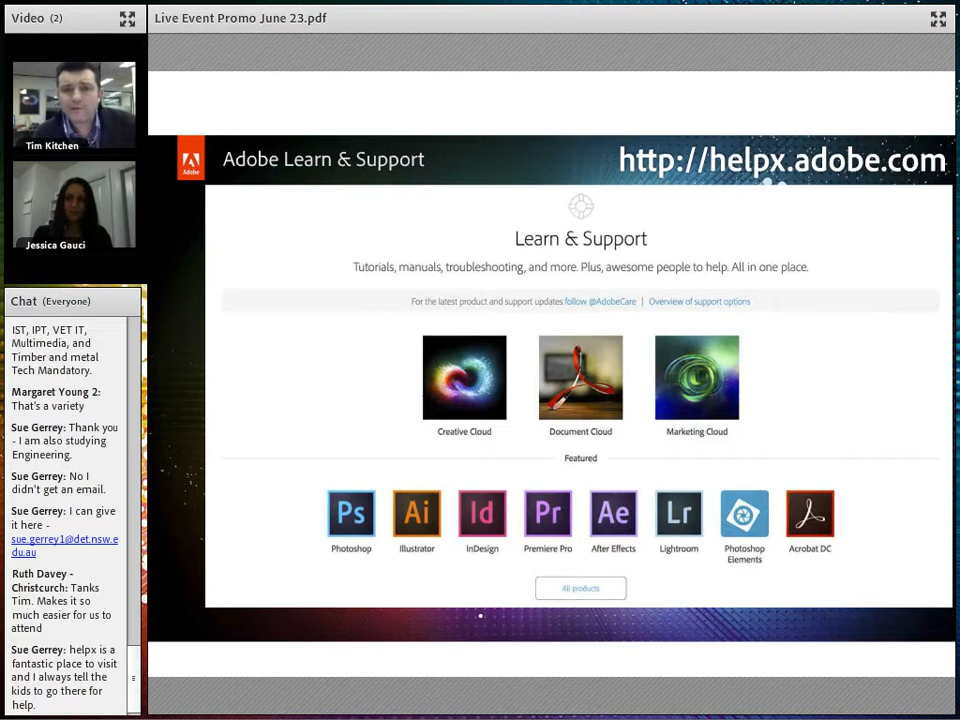 Video (2)
Live Event Promo June 23.pdf
Tim Kitchen
Jessica Gauci
Chat (Everyone)
IST, IPT, VET IT,
Multimedia, and
Timber and metal
Tech Mandatory.
Margaret Young 2:
That's a variety
Sue Gerrey: Thank you
- I am also studying
Engineering.
Sue Gerrey: No I
didn't get an email.
Sue Gerrey: I can give
it here -
sue.gerrey1@det.nsw.e
du.au
Ruth Davey -
Christcurch: Tanks
Tim. Makes it so
much easier for us to
attend
Sue Gerrey: helpx is a
fantastic place to visit
and I always tell the
kids to go there for
help.
Adobe
Adobe Learn & Support
http://helpx.adobe.com
Learn & Support
Tutorials, manuals, troubleshooting, and more. Plus, awesome people to help. All in one place.
For the latest product and support updates follow @AdobeCare | Overview of support options
Creative Cloud
Document Cloud
Marketing Cloud
Featured
Ps Ai Id Pr Ae Lr
Photoshop Illustrator InDesign Premiere Pro After Effects Lightroom Photoshop Acrobat DC
Elements
All products